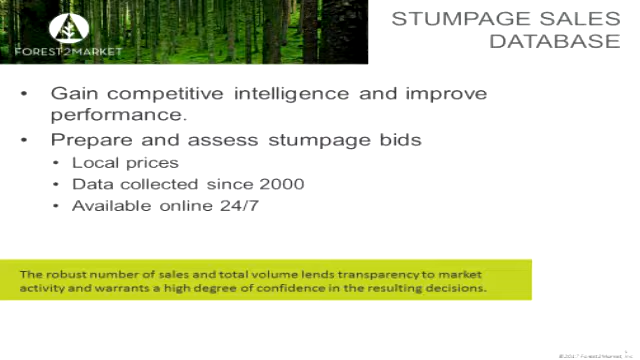 FOREST2MARKET
STUMPAGE SALES
DATABASE
• Gain competitive intelligence and improve
performance.
• Prepare and assess stumpage bids
• Local prices
• Data collected since 2000
• Available online 24/7
The robust number of sales and total volume lends transparency to market
activity and warrants a high degree of confidence in the resulting decisions.
Forest2Market, Inc.